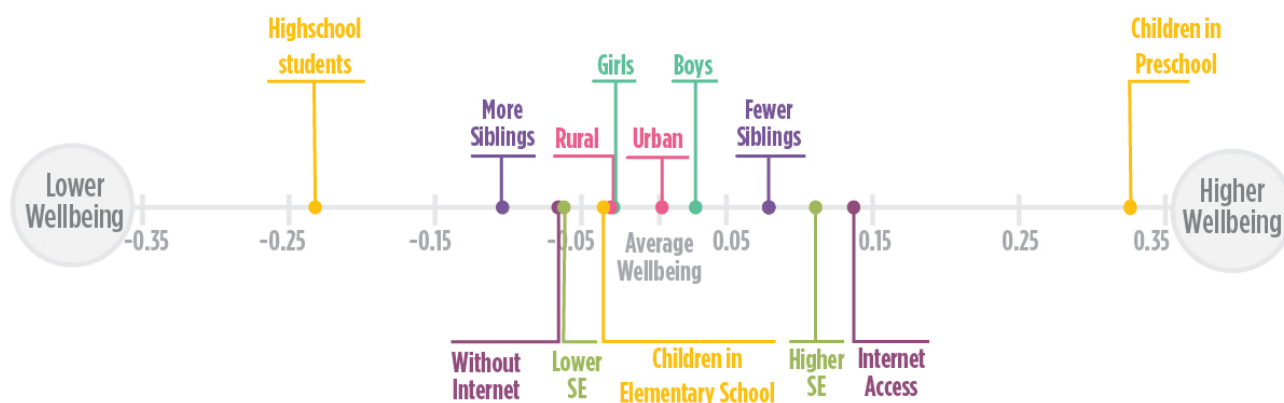 Highschool
students
Children in
Preschool
Girls
Boys
More
Siblings
Rural
Urban
Fewer
Siblings
Lower
Wellbeing
Higher
Wellbeing
-0.35
-0.25
-0.15
-0.05
Average
Wellbeing
0.05
0.15
0.25
0.35
Without
Internet
Lower
SE
Children in
Elementary School
Higher
SE
Internet
Access